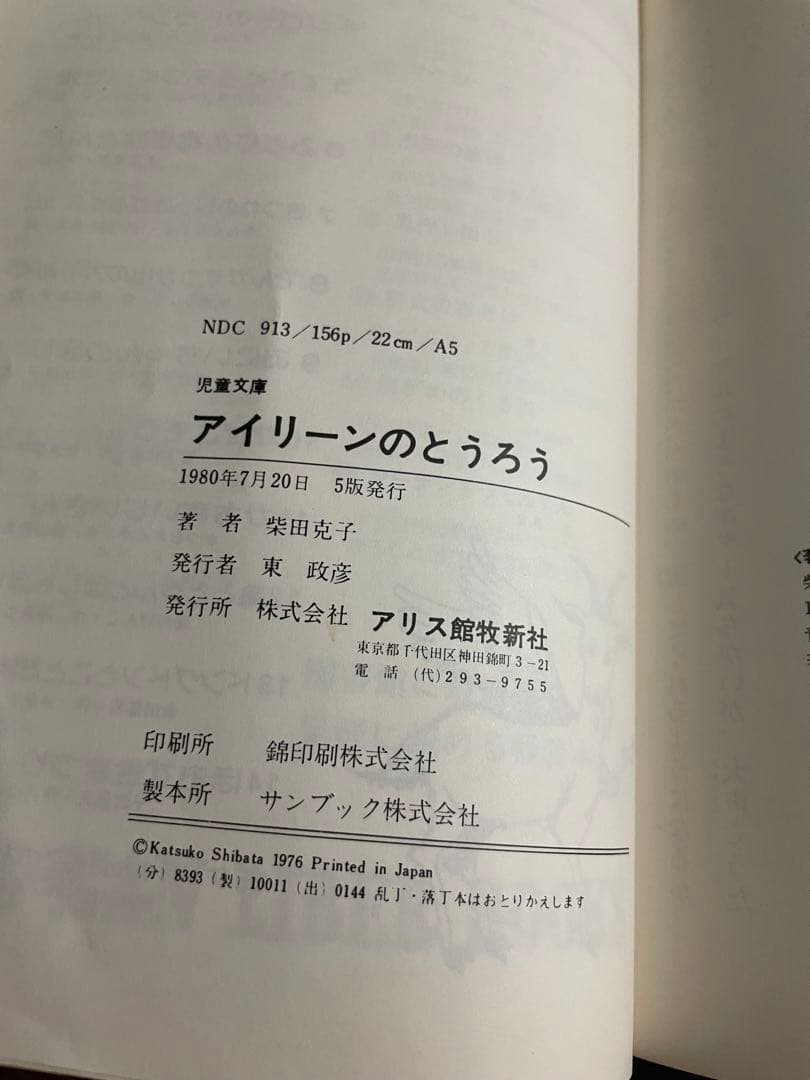 NDC 913／156p／22cm／A5
児童文庫
アイリーンのとうろう
1980年7月20日 5版発行
著 者 柴田克子
発行者 東 政彦
発行所 株式会社 アリス館牧新社
東京都千代田区神田錦町3－21
電 話 (代)293－9755
印刷所 錦印刷株式会社
製本所 サンブック株式会社
©Katsuko Shibata 1976 Printed in Japan
(分)8393(製)10011(出)0144 乱丁・落丁本はおとりかえします